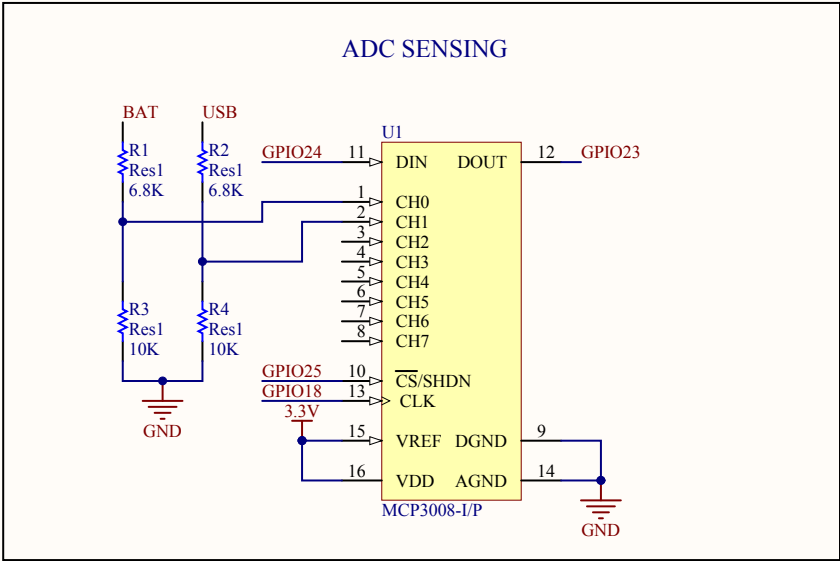 ADC SENSING
BAT
USB
R1
Res1
6.8K
R2
Res1
6.8K
R3
Res1
10K
R4
Res1
10K
GND
U1
GPIO24
11
DIN
DOUT
12
GPIO23
1
CH0
2
CH1
3
CH2
4
CH3
5
CH4
6
CH5
7
CH6
8
CH7
GPIO25
10
CS/SHDN
GPIO18
13
CLK
3.3V
15
VREF
DGND
9
16
VDD
AGND
14
MCP3008-I/P
GND